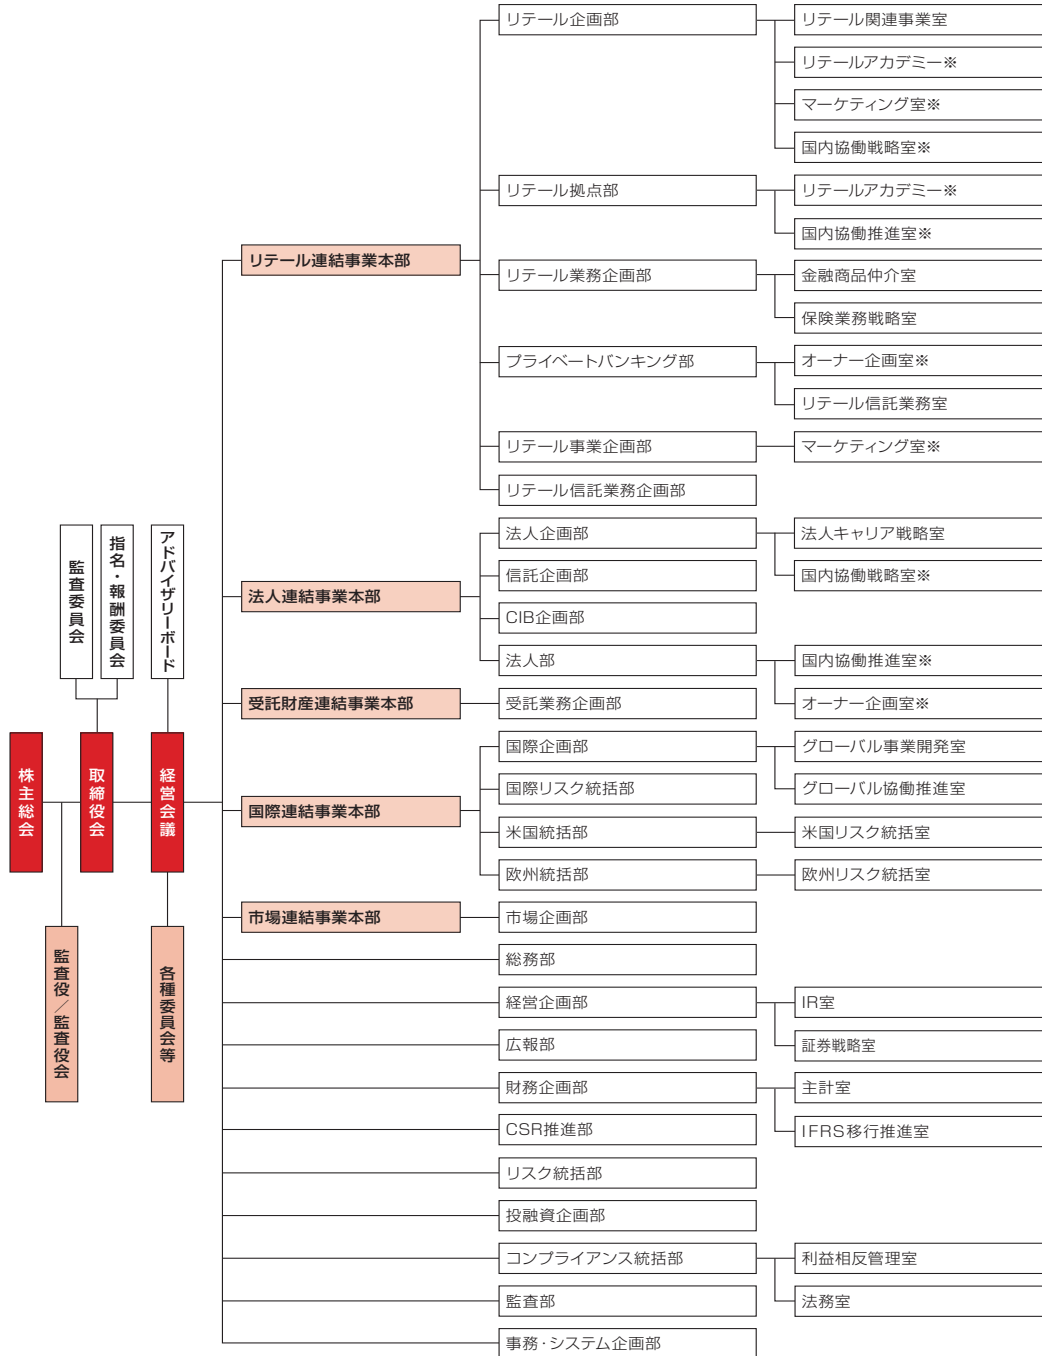 株主総会
監査役／監査役会
監査委員会
指名・報酬委員会
取締役会
アドバイザリーボード
経営会議
各種委員会等
リテール連結事業本部
リテール企画部
リテール関連事業室
リテールアカデミー※
マーケティング室※
国内協働戦略室※
リテール拠点部
リテールアカデミー※
国内協働推進室※
リテール業務企画部
金融商品仲介室
保険業務戦略室
プライベートバンキング部
オーナー企画室※
リテール信託業務室
リテール事業企画部
マーケティング室※
リテール信託業務企画部
法人連結事業本部
法人企画部
法人キャリア戦略室
国内協働戦略室※
信託企画部
CIB企画部
法人部
国内協働推進室※
オーナー企画室※
受託財産連結事業本部
受託業務企画部
国際連結事業本部
国際企画部
グローバル事業開発室
グローバル協働推進室
国際リスク統括部
米国統括部
米国リスク統括室
欧州統括部
欧州リスク統括室
市場連結事業本部
市場企画部
総務部
経営企画部
IR室
証券戦略室
広報部
財務企画部
主計室
IFRS移行推進室
CSR推進部
リスク統括部
投融資企画部
コンプライアンス統括部
利益相反管理室
法務室
監査部
事務・システム企画部